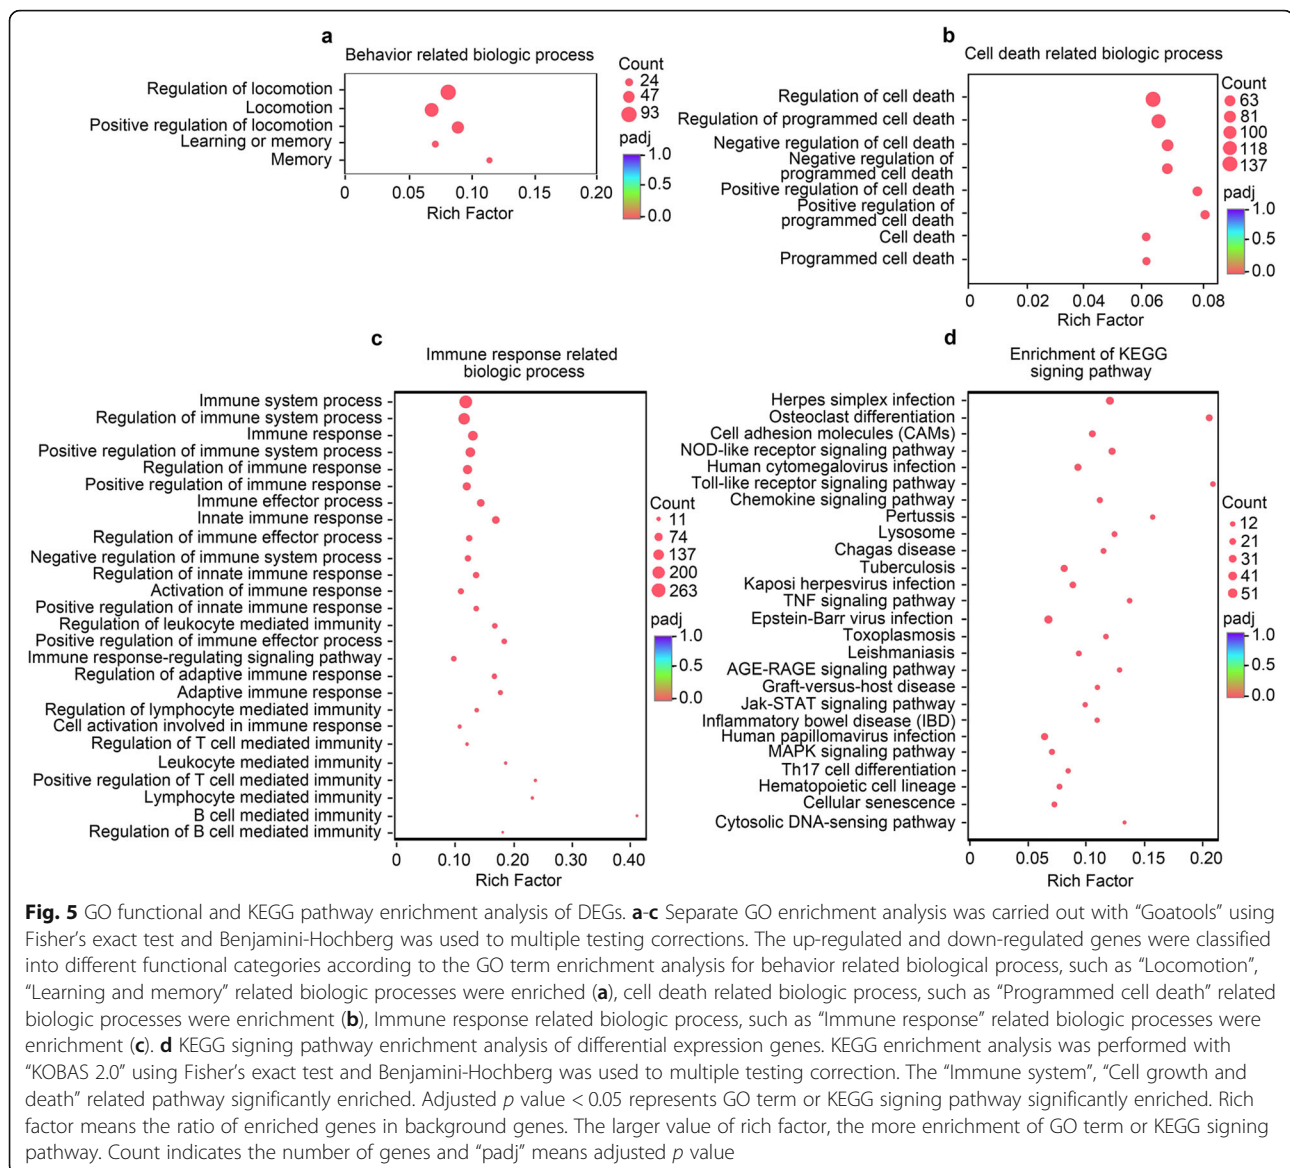 a
Behavior related biologic process
Regulation of locomotion
Locomotion
Positive regulation of locomotion
Learning or memory
Memory
0 0.05 0.10 0.15 0.20
Rich Factor
Count
24
47
93
padj
1.0
0.5
0.0
b
Cell death related biologic process
Regulation of cell death
Regulation of programmed cell death
Negative regulation of cell death
Negative regulation of
programmed cell death
Positive regulation of cell death
Positive regulation of
programmed cell death
Cell death
Programmed cell death
0 0.02 0.04 0.06 0.08
Rich Factor
Count
63
81
100
118
137
padj
1.0
0.5
0.0
c
Immune response related
biologic process
Immune system process
Regulation of immune system process
Immune response
Positive regulation of immune system process
Regulation of immune response
Positive regulation of immune response
Immune effector process
Innate immune response
Regulation of immune effector process
Negative regulation of immune system process
Regulation of innate immune response
Activation of immune response
Positive regulation of innate immune response
Regulation of leukocyte mediated immunity
Positive regulation of immune effector process
Immune response-regulating signaling pathway
Regulation of adaptive immune response
Adaptive immune response
Regulation of lymphocyte mediated immunity
Cell activation involved in immune response
Regulation of T cell mediated immunity
Leukocyte mediated immunity
Positive regulation of T cell mediated immunity
Lymphocyte mediated immunity
B cell mediated immunity
Regulation of B cell mediated immunity
0 0.10 0.20 0.30 0.40
Rich Factor
Count
11
74
137
200
263
padj
1.0
0.5
0.0
d
Enrichment of KEGG
signing pathway
Herpes simplex infection
Osteoclast differentiation
Cell adhesion molecules (CAMs)
NOD-like receptor signaling pathway
Human cytomegalovirus infection
Toll-like receptor signaling pathway
Chemokine signaling pathway
Pertussis
Lysosome
Chagas disease
Tuberculosis
Kaposi herpesvirus infection
TNF signaling pathway
Epstein-Barr virus infection
Toxoplasmosis
Leishmaniasis
AGE-RAGE signaling pathway
Graft-versus-host disease
Jak-STAT signaling pathway
Inflammatory bowel disease (IBD)
Human papillomavirus infection
MAPK signaling pathway
Th17 cell differentiation
Hematopoietic cell lineage
Cellular senescence
Cytosolic DNA-sensing pathway
0 0.05 0.10 0.15 0.20
Rich Factor
Count
12
21
31
41
51
padj
1.0
0.5
0.0
Fig. 5 GO functional and KEGG pathway enrichment analysis of DEGs. a-c Separate GO enrichment analysis was carried out with “Goatools” using
Fisher’s exact test and Benjamini-Hochberg was used to multiple testing corrections. The up-regulated and down-regulated genes were classified
into different functional categories according to the GO term enrichment analysis for behavior related biological process, such as “Locomotion”,
“Learning and memory” related biologic processes were enriched (a), cell death related biologic process, such as “Programmed cell death” related
biologic processes were enrichment (b), Immune response related biologic process, such as “Immune response” related biologic processes were
enrichment (c). d KEGG signing pathway enrichment analysis of differential expression genes. KEGG enrichment analysis was performed with
“KOBAS 2.0” using Fisher’s exact test and Benjamini-Hochberg was used to multiple testing correction. The “Immune system”, “Cell growth and
death” related pathway significantly enriched. Adjusted p value < 0.05 represents GO term or KEGG signing pathway significantly enriched. Rich
factor means the ratio of enriched genes in background genes. The larger value of rich factor, the more enrichment of GO term or KEGG signing
pathway. Count indicates the number of genes and “padj” means adjusted p value